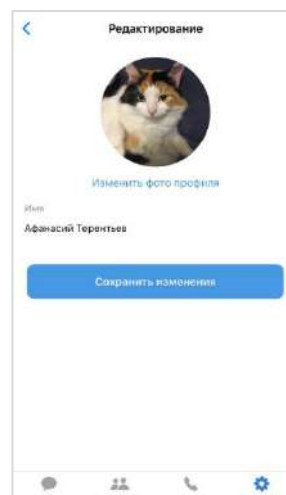 Редактирование
Изменить фото профиля
Имя
Афанасий Терентьев
Сохранить изменения